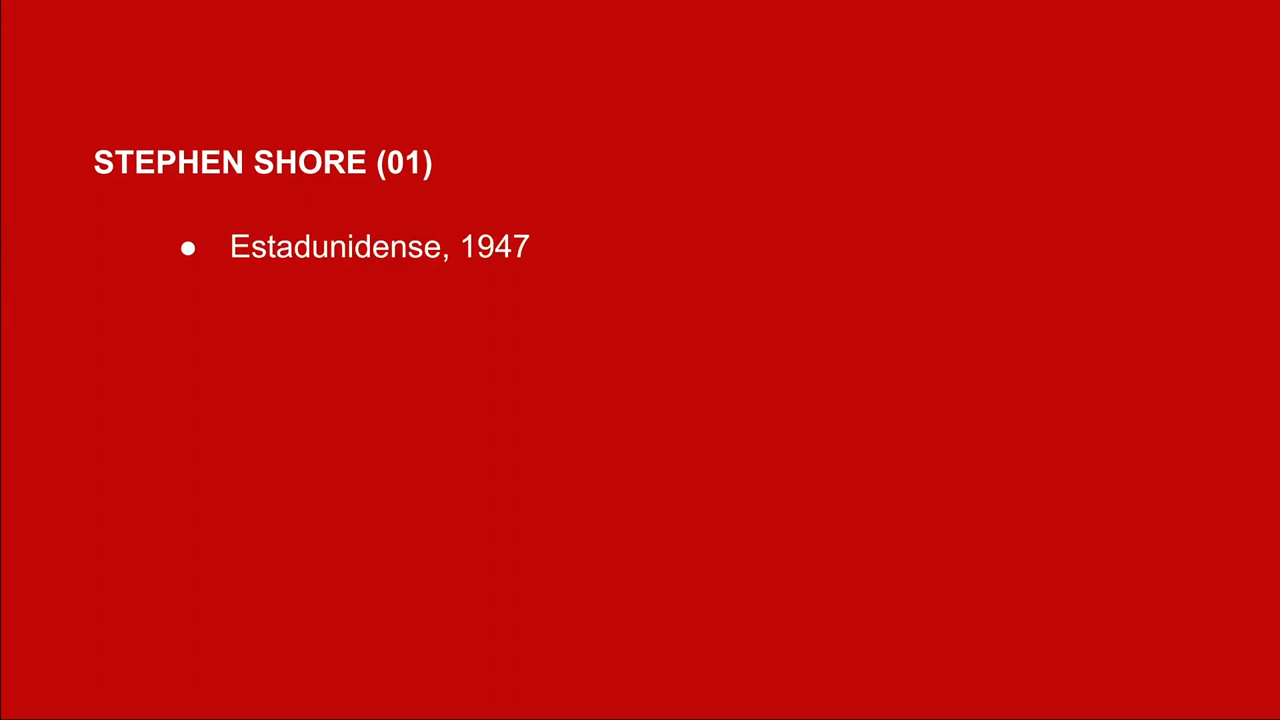 STEPHEN SHORE (01)
● Estadunidense, 1947